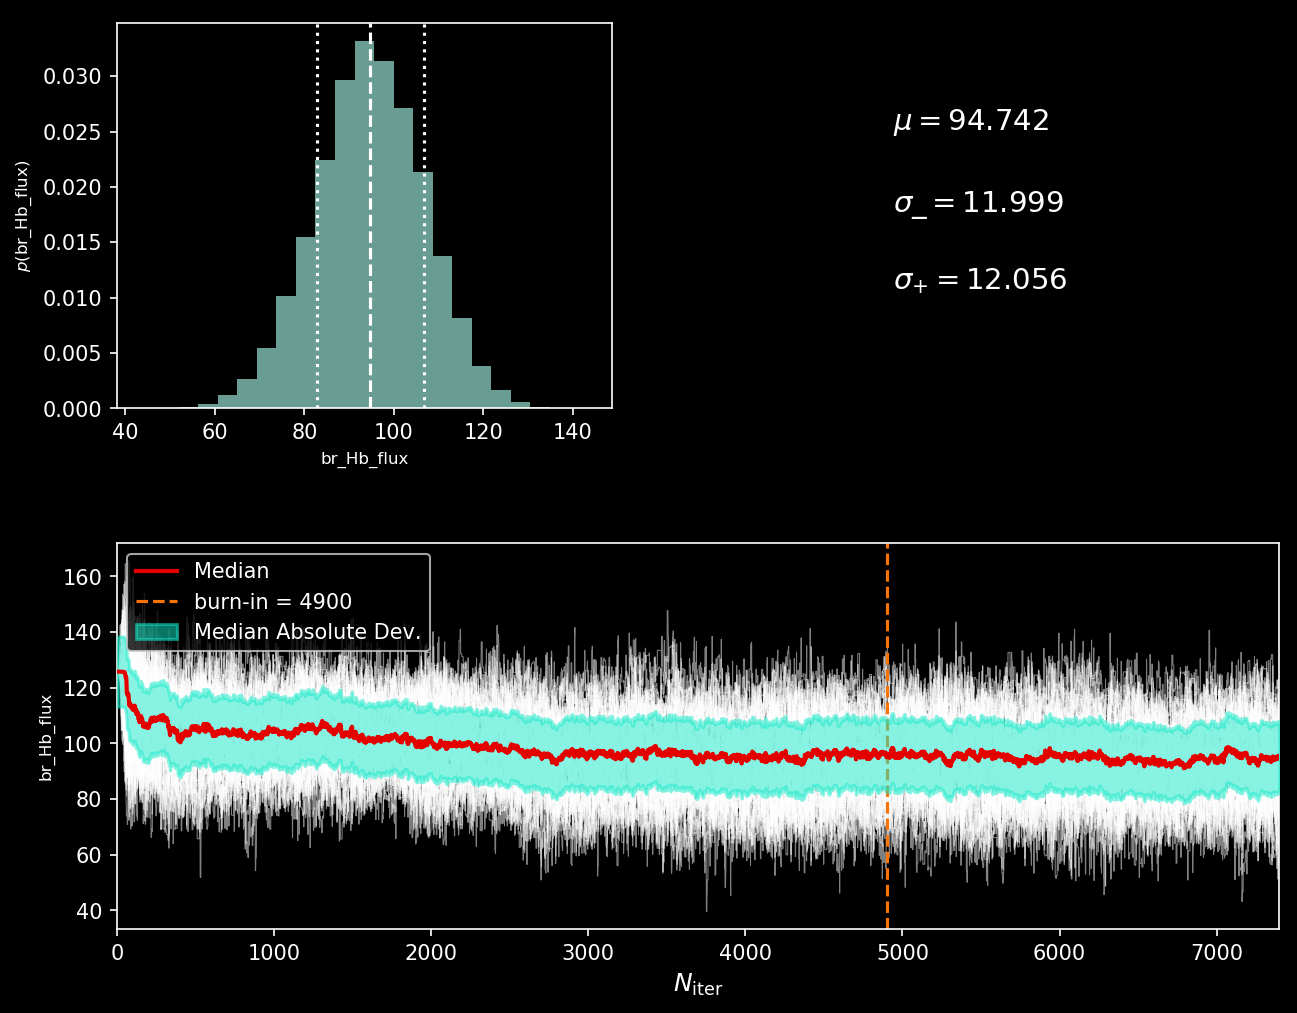 0.030
0.025
0.020
0.015
0.010
0.005
0.000
p(br_Hb_flux)
40 60 80 100 120 140
br_Hb_flux
μ = 94.742
σ_ = 11.999
σ+ = 12.056
Median
burn-in = 4900
Median Absolute Dev.
160
140
120
100
80
60
40
br_Hb_flux
0 1000 2000 3000 4000 5000 6000 7000
Niter